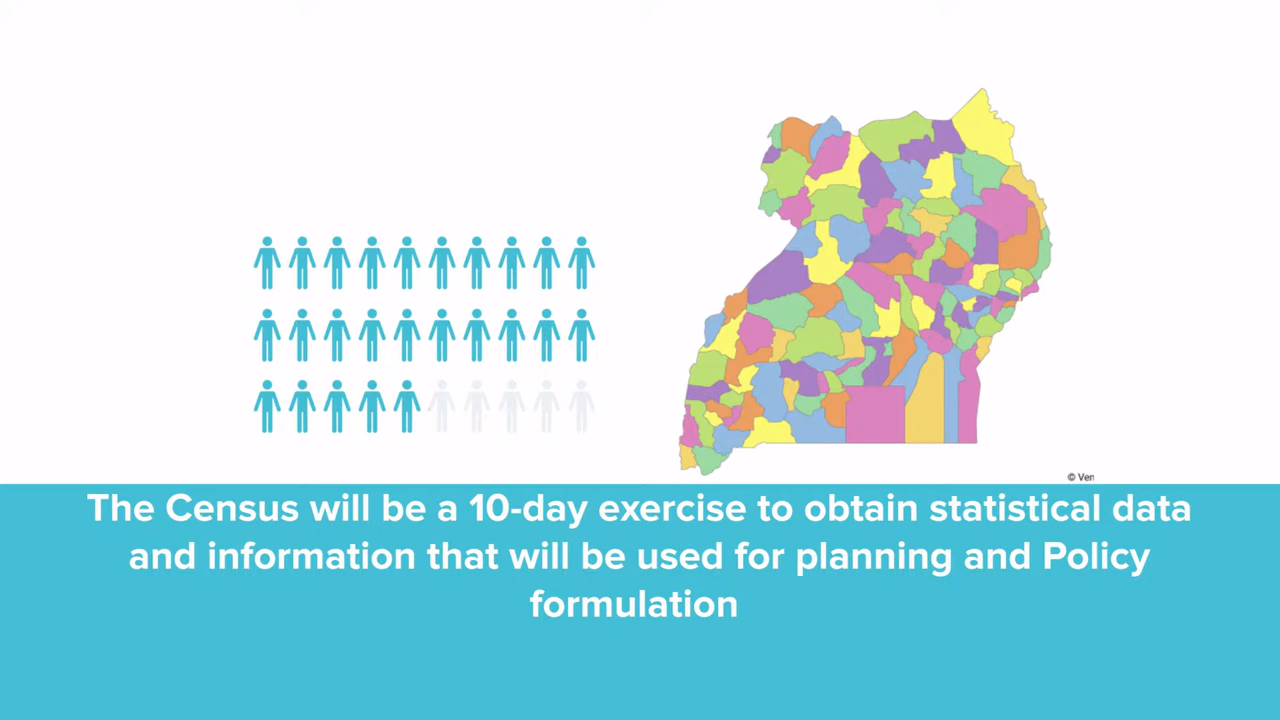 © Ven
The Census will be a 10-day exercise to obtain statistical data
and information that will be used for planning and Policy
formulation